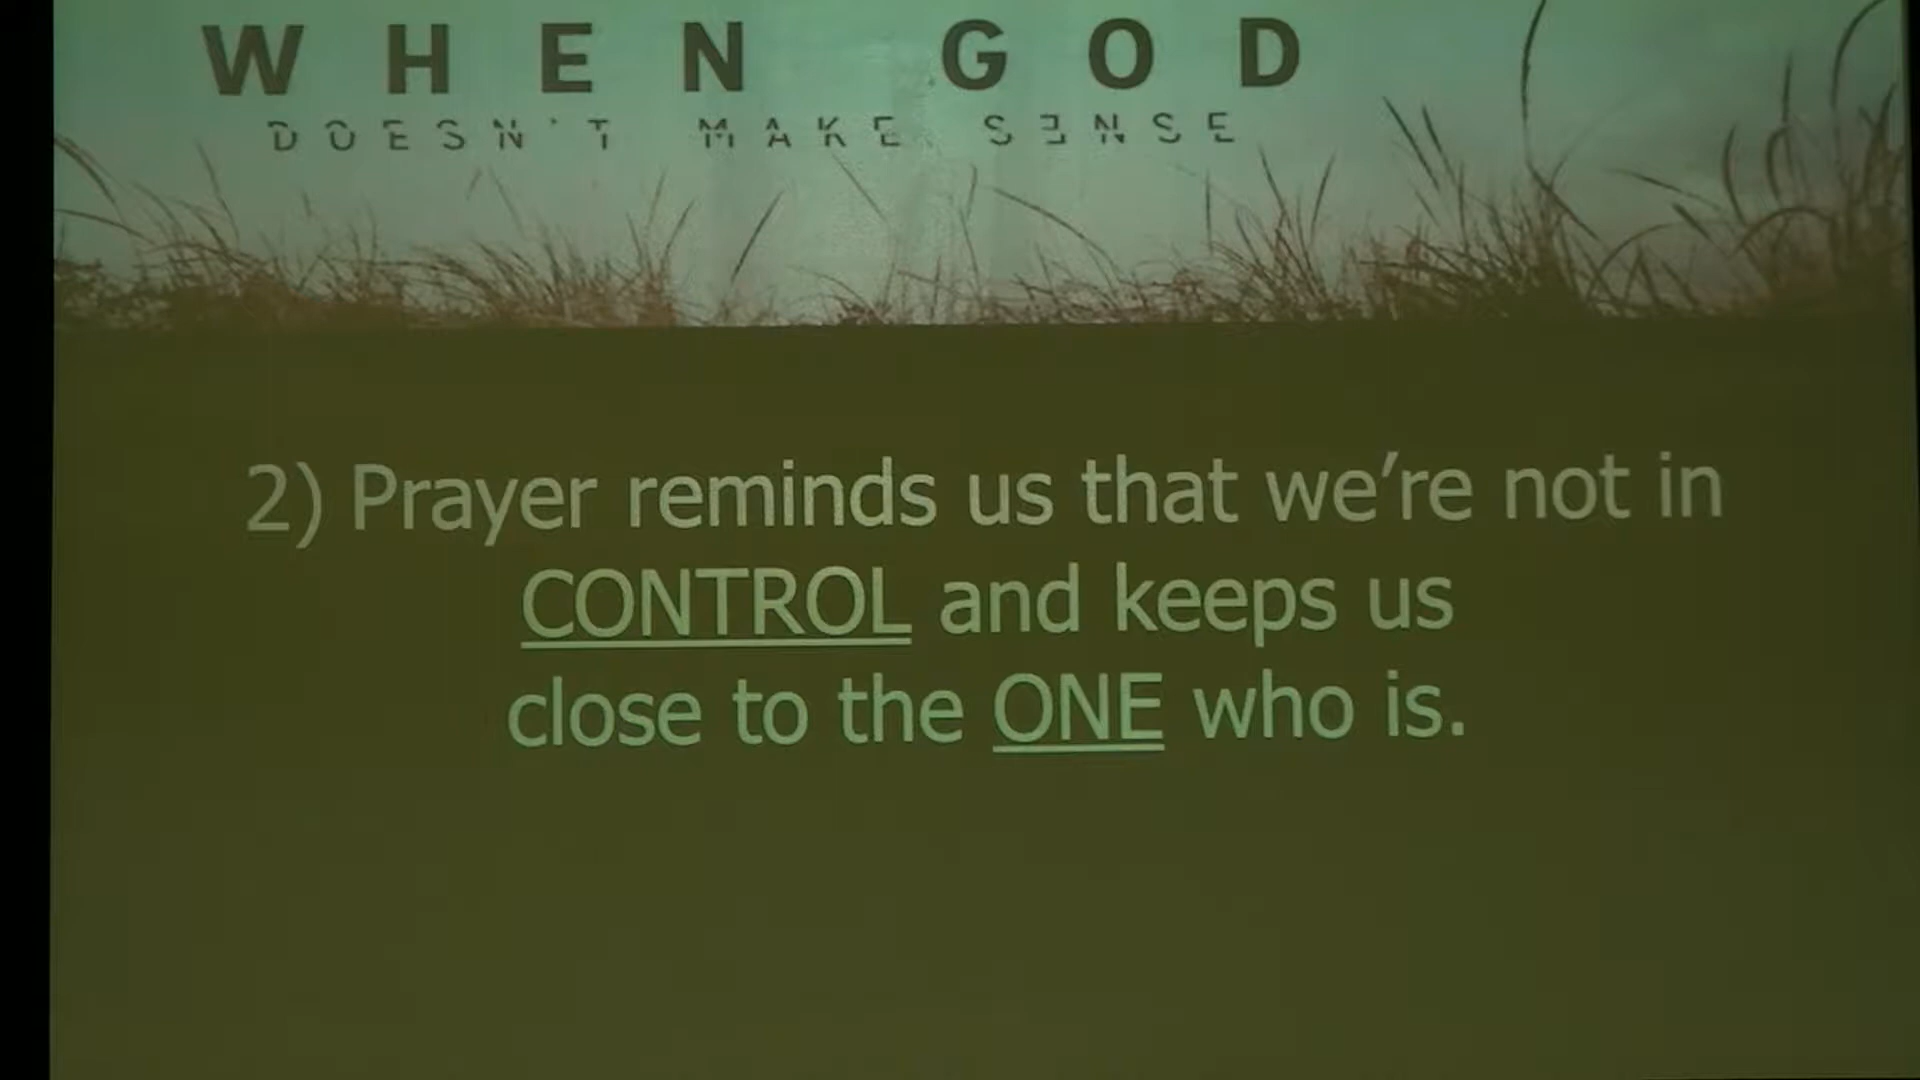 WHEN GOD
DOESN'T MAKE SENSE
2) Prayer reminds us that we're not in
CONTROL and keeps us
close to the ONE who is.